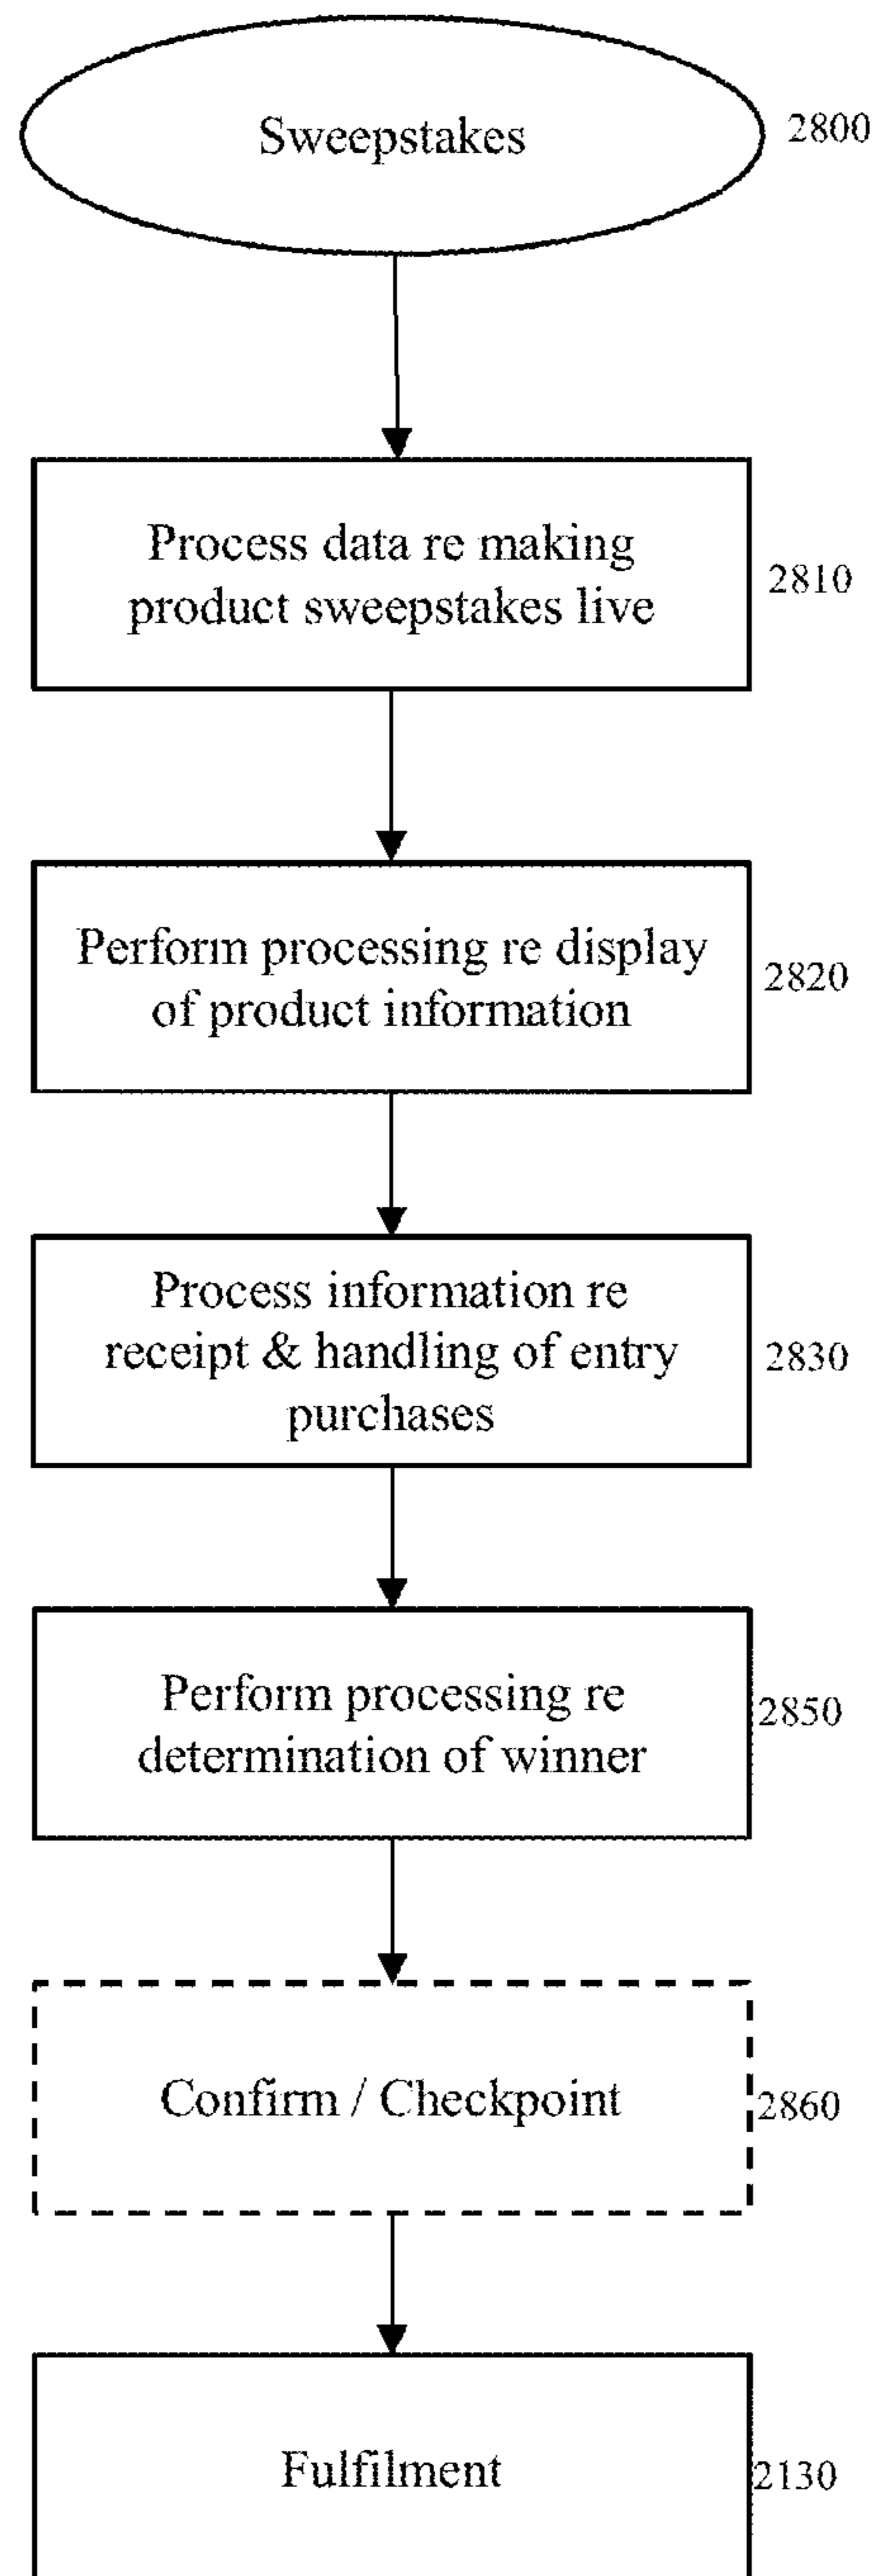 Sweepstakes
2800
Process data re making
product sweepstakes live
2810
Perform processing re display
of product information
2820
Process information re
receipt & handling of entry
purchases
2830
Perform processing re
determination of winner
2850
Confirm / Checkpoint
2860
Fulfilment
2130